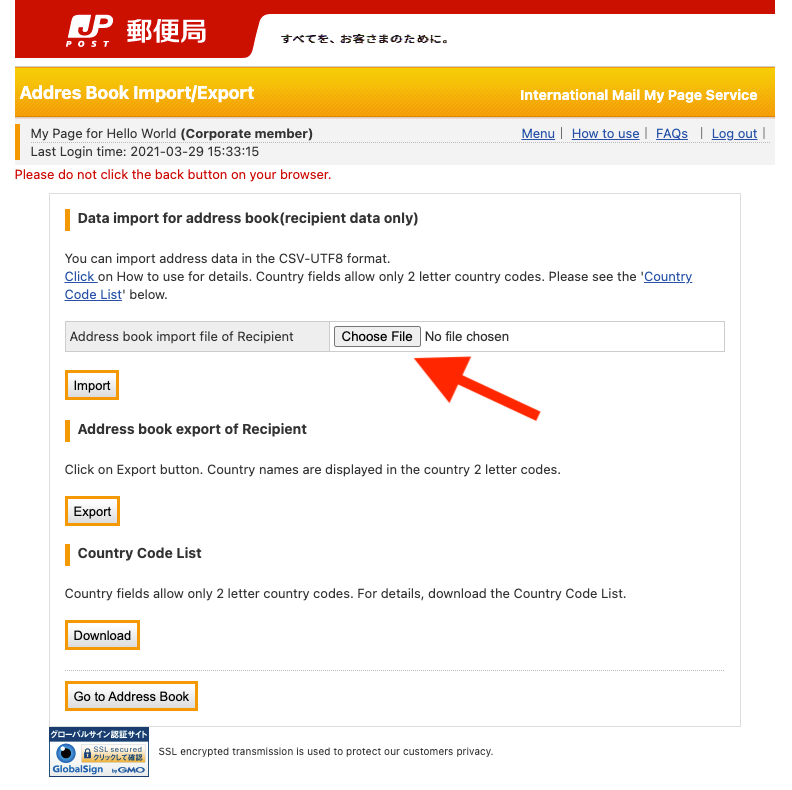 JP
POST
郵便局
すべてを、お客さまのために。
Addres Book Import/Export
International Mail My Page Service
My Page for Hello World (Corporate member)
Menu | How to use | FAQs | Log out |
Last Login time: 2021-03-29 15:33:15
Please do not click the back button on your browser.
Data import for address book(recipient data only)
You can import address data in the CSV-UTF8 format.
Click on How to use for details. Country fields allow only 2 letter country codes. Please see the 'Country
Code List' below.
Address book import file of Recipient
Choose File No file chosen
Import
Address book export of Recipient
Click on Export button. Country names are displayed in the country 2 letter codes.
Export
Country Code List
Country fields allow only 2 letter country codes. For details, download the Country Code List.
Download
Go to Address Book
グローバルサイン認証サイト
SSL secured
クリックして確認
GlobalSign by GMO
SSL encrypted transmission is used to protect our customers privacy.